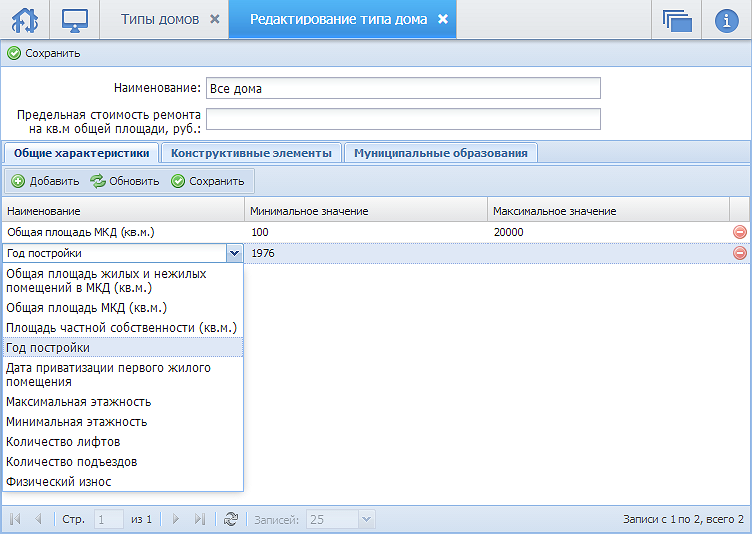 Типы домов
Редактирование типа дома
Сохранить
Наименование:
Все дома
Предельная стоимость ремонта
на кв.м общей площади, руб.:
Общие характеристики
Конструктивные элементы
Муниципальные образования
Добавить
Обновить
Сохранить
Наименование
Минимальное значение
Максимальное значение
Общая площадь МКД (кв.м.)
100
20000
Год постройки
1976
Общая площадь жилых и нежилых
помещений в МКД (кв.м.)
Общая площадь МКД (кв.м.)
Площадь частной собственности (кв.м.)
Год постройки
Дата приватизации первого жилого
помещения
Максимальная этажность
Минимальная этажность
Количество лифтов
Количество подъездов
Физический износ
Стр.
1
из 1
Записей:
25
Записи с 1 по 2, всего 2